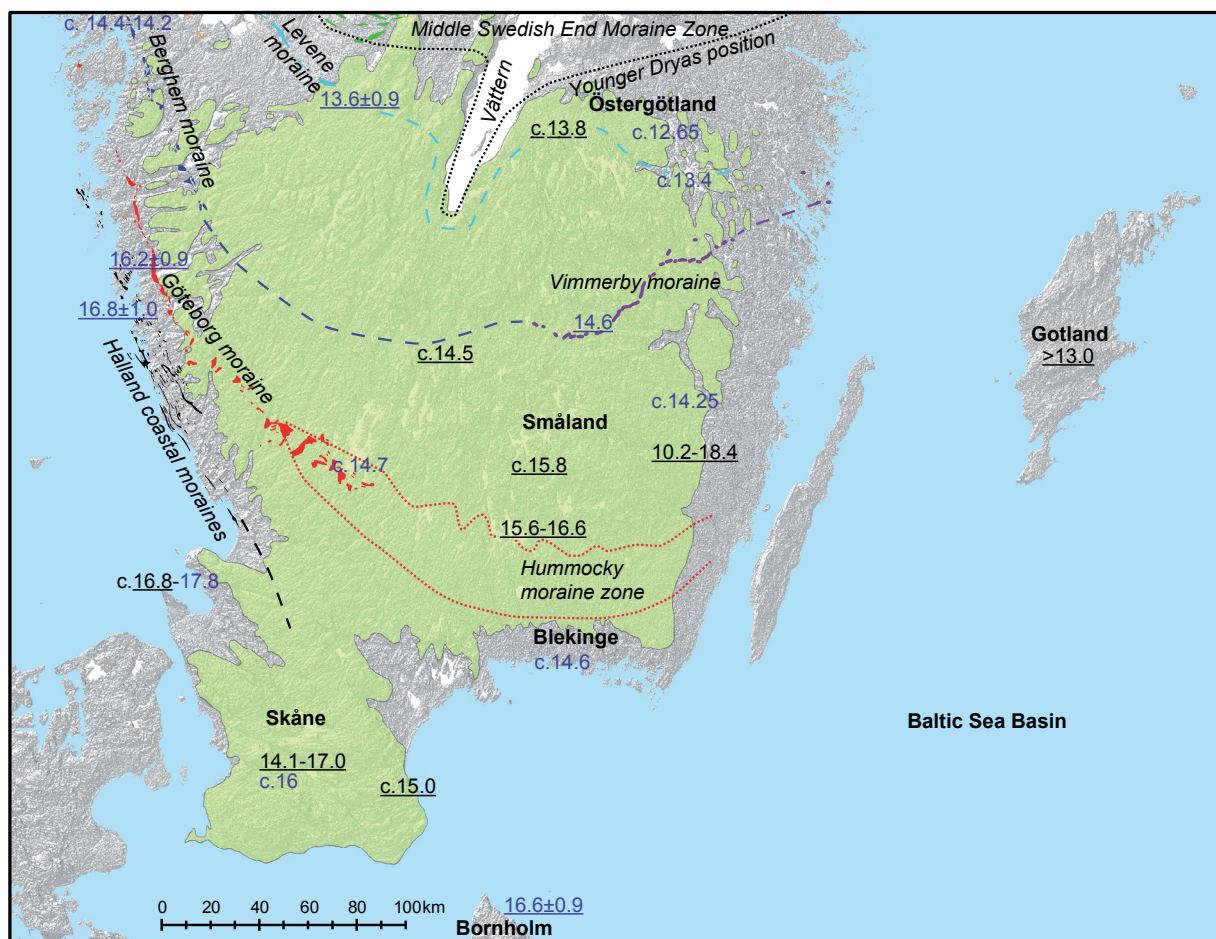 c. 14.4-14.2
Berghem moraine
Levene
moraine
Middle Swedish End Moraine Zone
Younger Dryas position
Vättern
13.6±0.9
Östergötland
c.13.8
c.12.65
c.13.4
16.2±0.9
16.8±1.0
Göteborg moraine
Halland coastal moraines
Vimmerby moraine
14.6
c.14.5
Gotland
>13.0
c.14.25
Småland
c.14.7
c.15.8
10.2-18.4
15.6-16.6
Hummocky
moraine zone
c.16.8-17.8
Blekinge
c.14.6
Skåne
14.1-17.0
c.16
c.15.0
Baltic Sea Basin
0 20 40 60 80 100km
16.6±0.9
Bornholm